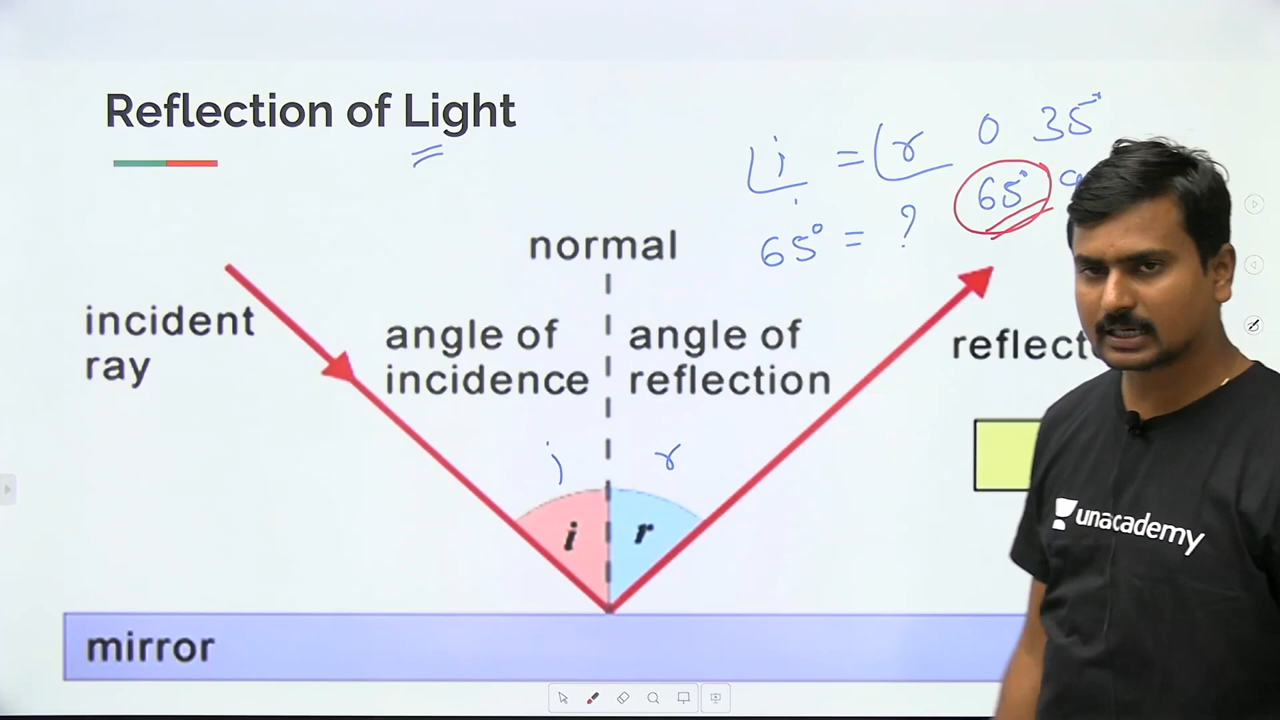 Reflection of Light
∠i = ∠r 0 35°
65° = ? 65°
normal
incident
ray
angle of
incidence
angle of
reflection
reflect
i r
i r
unacademy
mirror